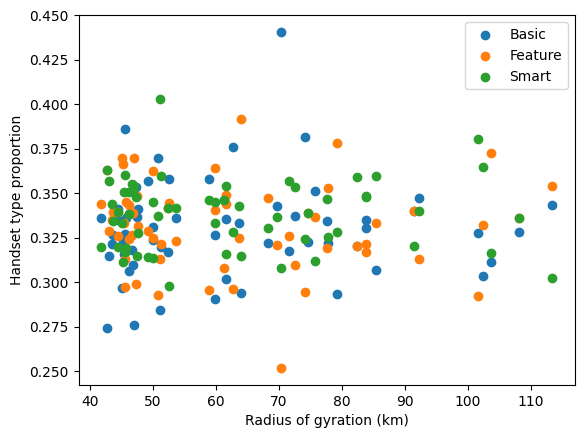 0.450
0.425
0.400
0.375
0.350
0.325
0.300
0.275
0.250
Handset type proportion
Basic
Feature
Smart
40 50 60 70 80 90 100 110
Radius of gyration (km)